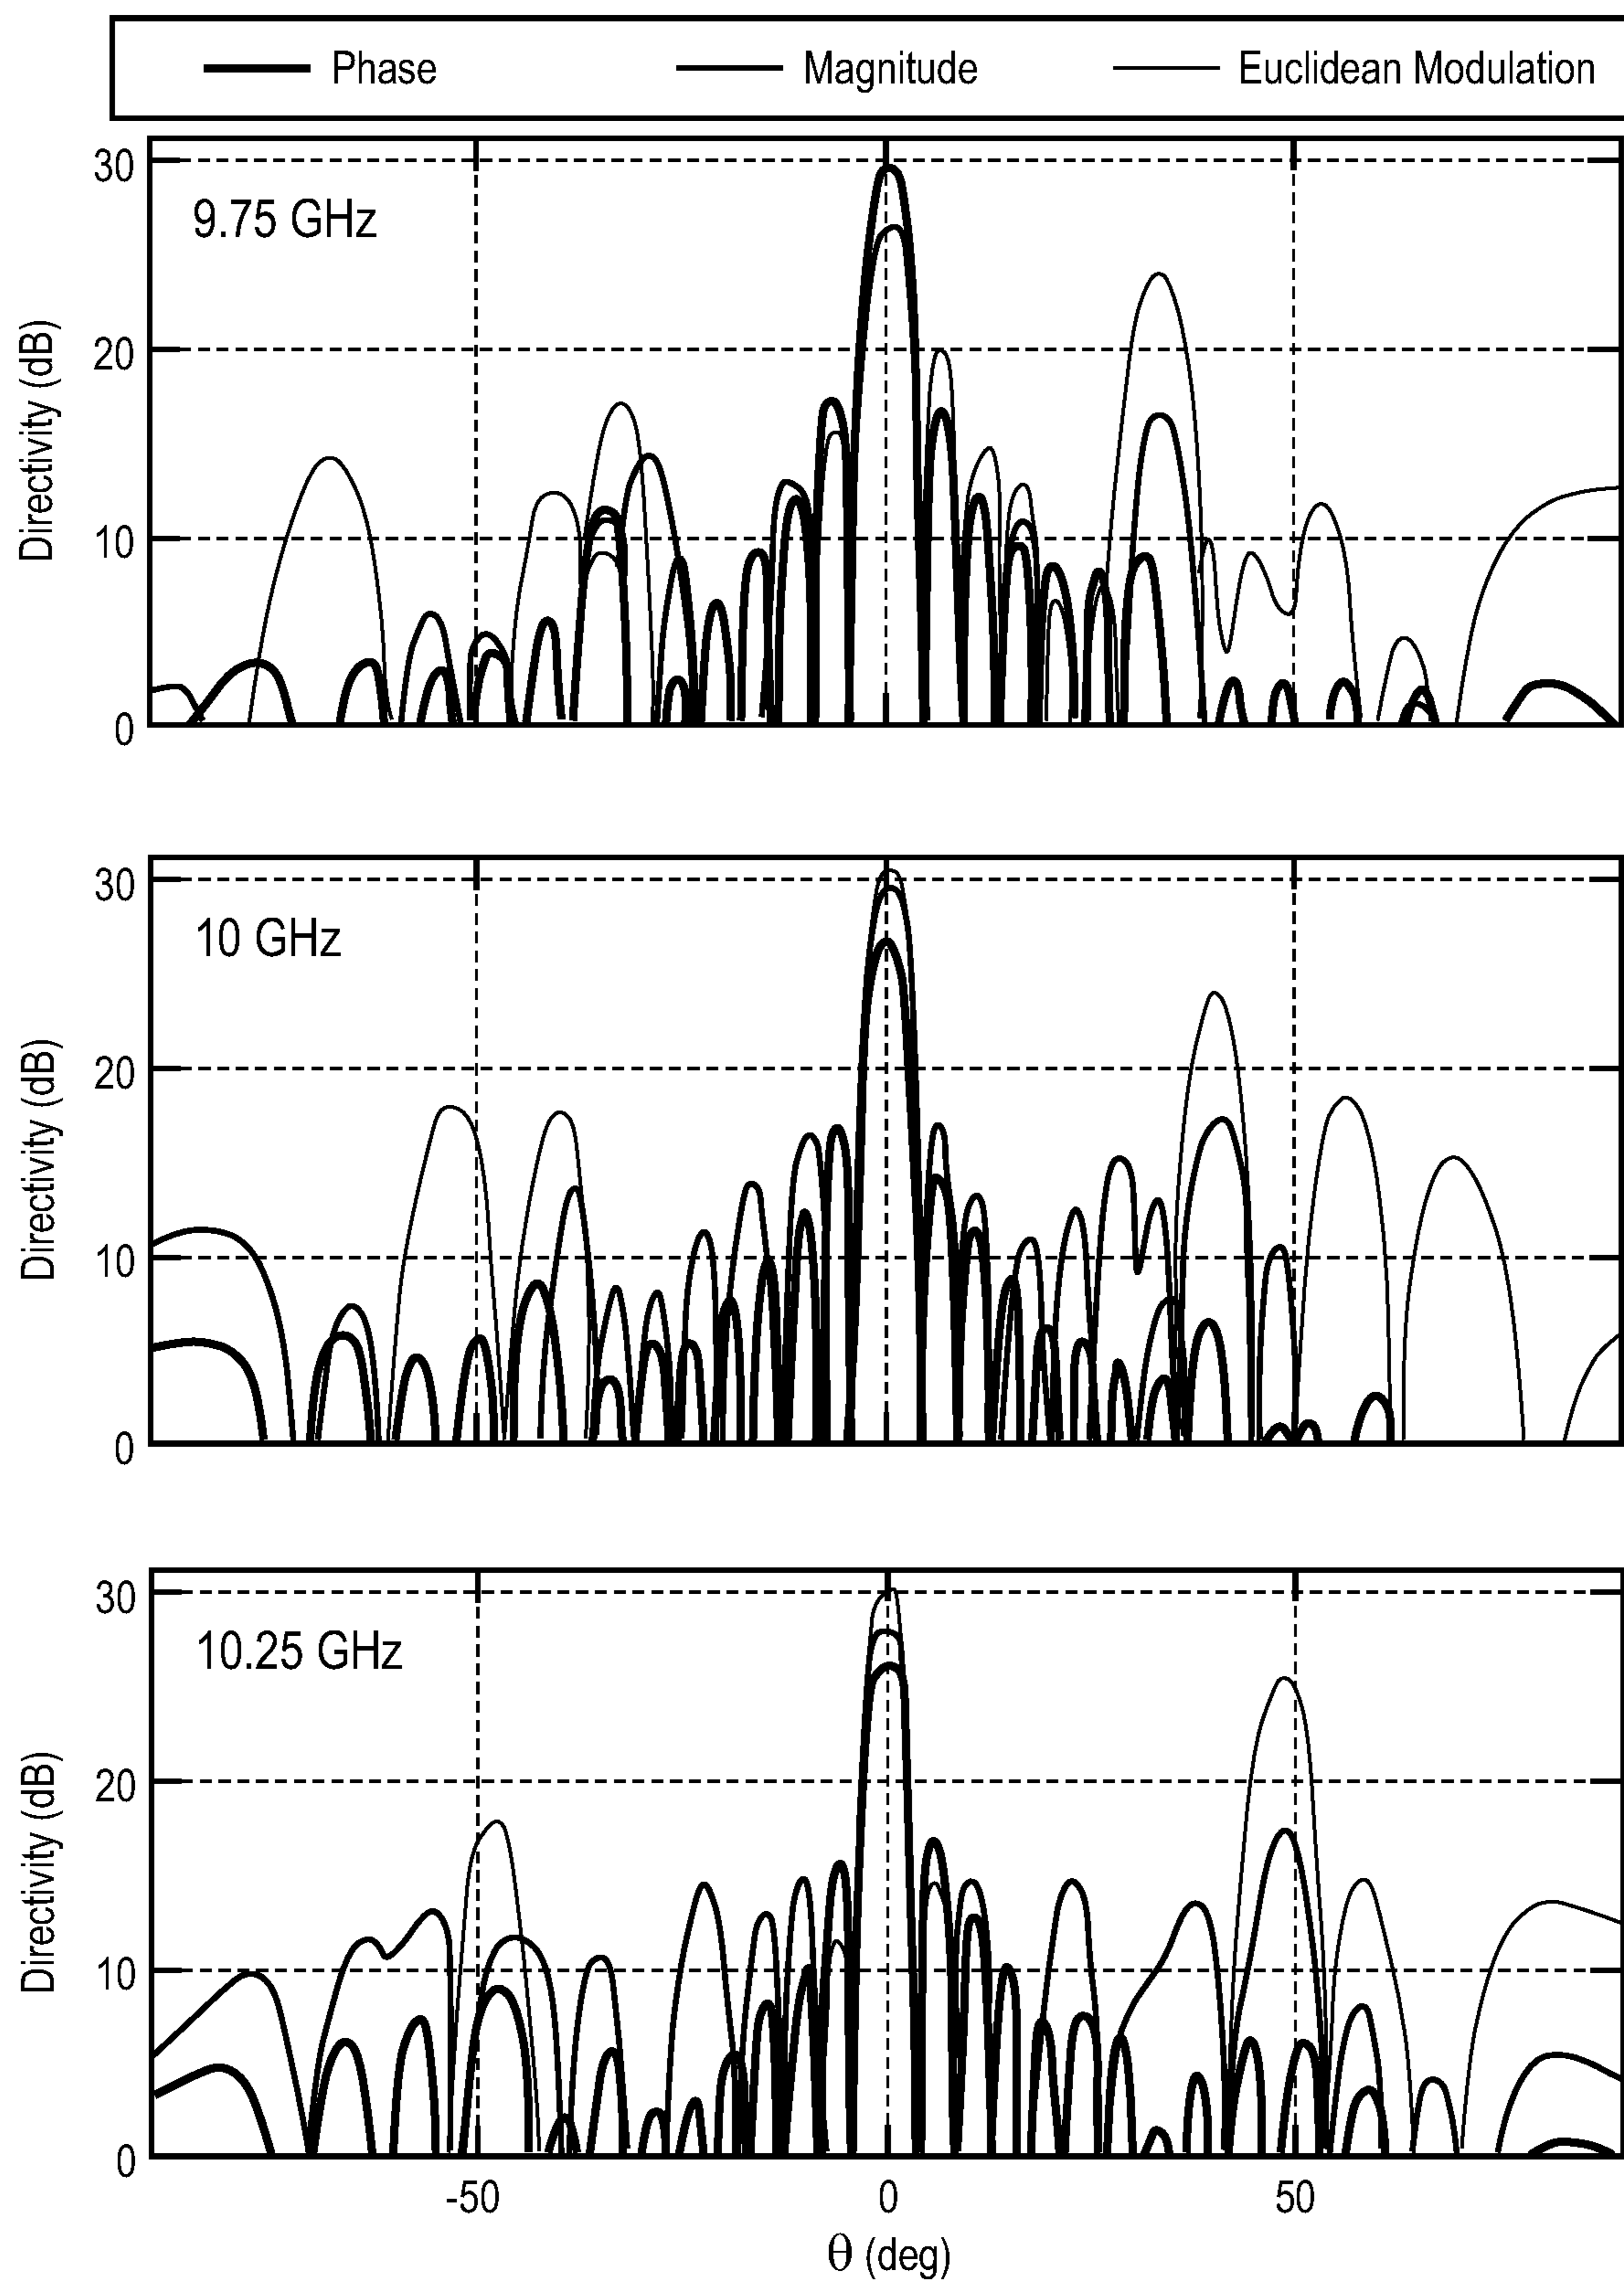 Phase Magnitude Euclidean Modulation
30
9.75 GHz
20
Directivity (dB)
10
0
30
10 GHz
20
Directivity (dB)
10
0
30
10.25 GHz
20
Directivity (dB)
10
0
-50 0 50
θ (deg)